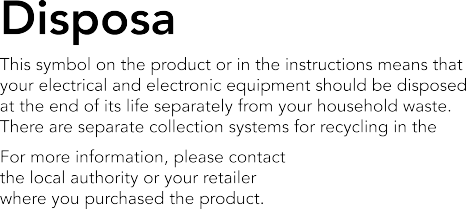 Disposa
This symbol on the product or in the instructions means that
your electrical and electronic equipment should be disposed
at the end of its life separately from your household waste.
There are separate collection systems for recycling in the
For more information, please contact
the local authority or your retailer
where you purchased the product.